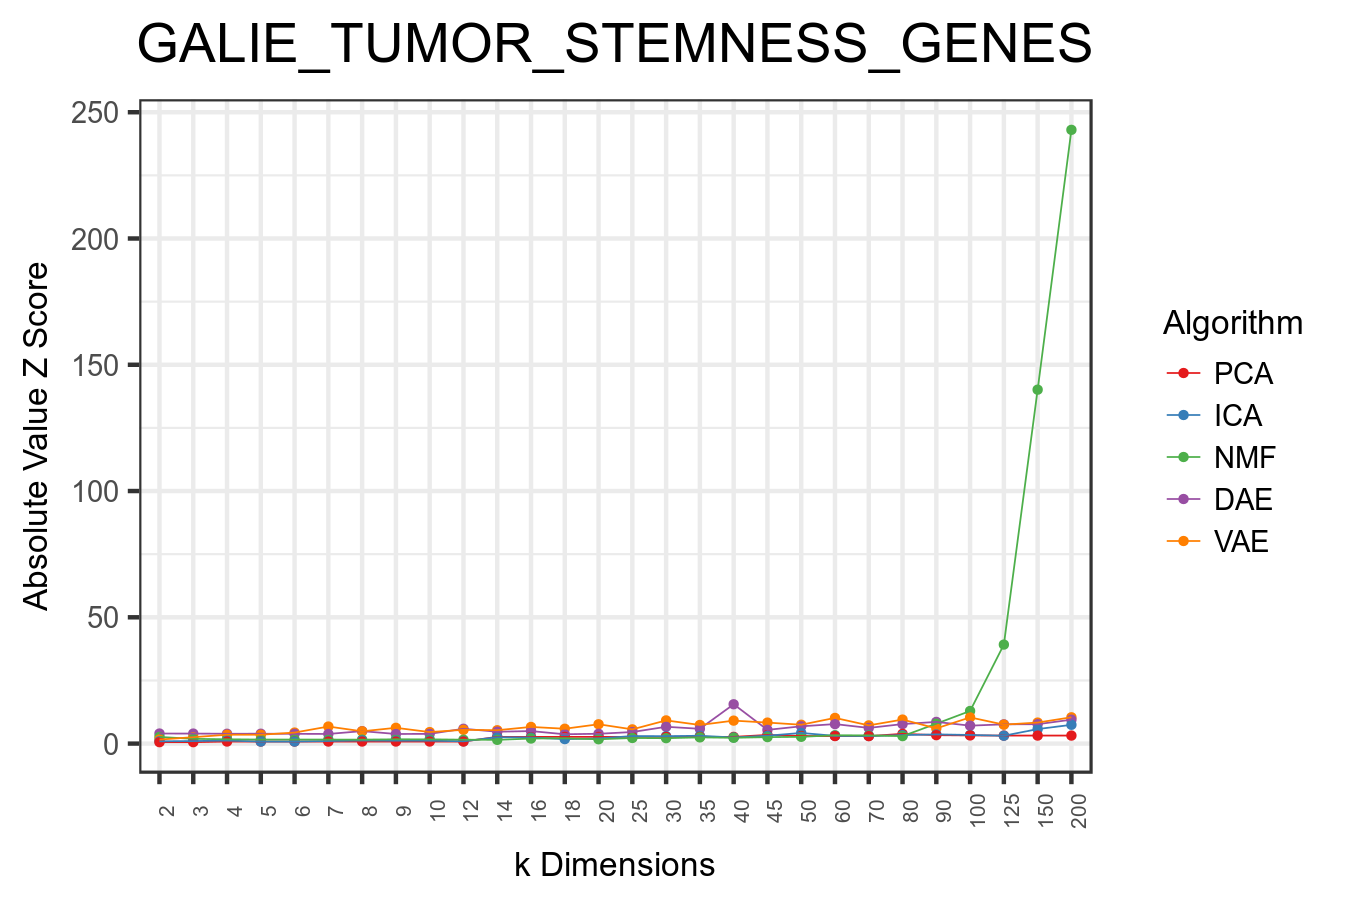 GALIE_TUMOR_STEMNESS_GENES
250
200
150
100
50
0
Absolute Value Z Score
2 3 4 5 6 7 8 9 10 12 14 16 18 20 25 30 35 40 45 50 60 70 80 90 100 125 150 200
k Dimensions
Algorithm
PCA
ICA
NMF
DAE
VAE